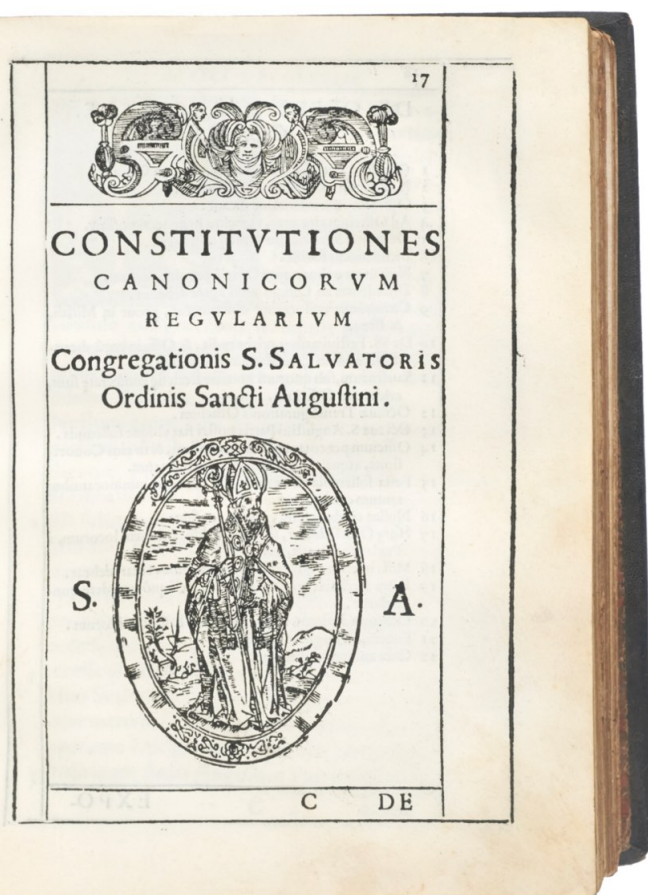 17
CONSTITVTIONES
CANONICORVM
REGVLARIVM
Congregationis S. SALVATORIS
Ordinis Sancti Augustini.
S. A.
C DE